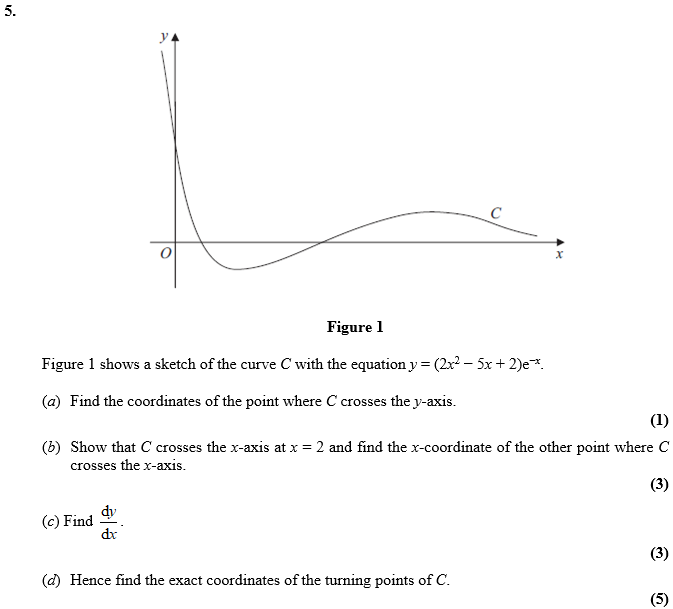 5.
y
C
O
x
Figure 1
Figure 1 shows a sketch of the curve C with the equation y = (2x² – 5x + 2)e⁻ˣ.
(a) Find the coordinates of the point where C crosses the y-axis.
(1)
(b) Show that C crosses the x-axis at x = 2 and find the x-coordinate of the other point where C
crosses the x-axis.
(3)
(c) Find dy/dx.
(3)
(d) Hence find the exact coordinates of the turning points of C.
(5)